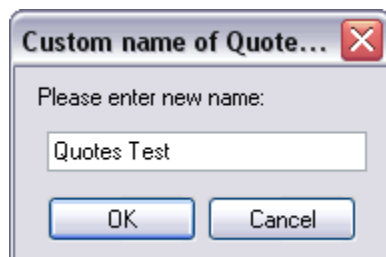 Custom name of Quote...
Please enter new name:
Quotes Test
OK
Cancel